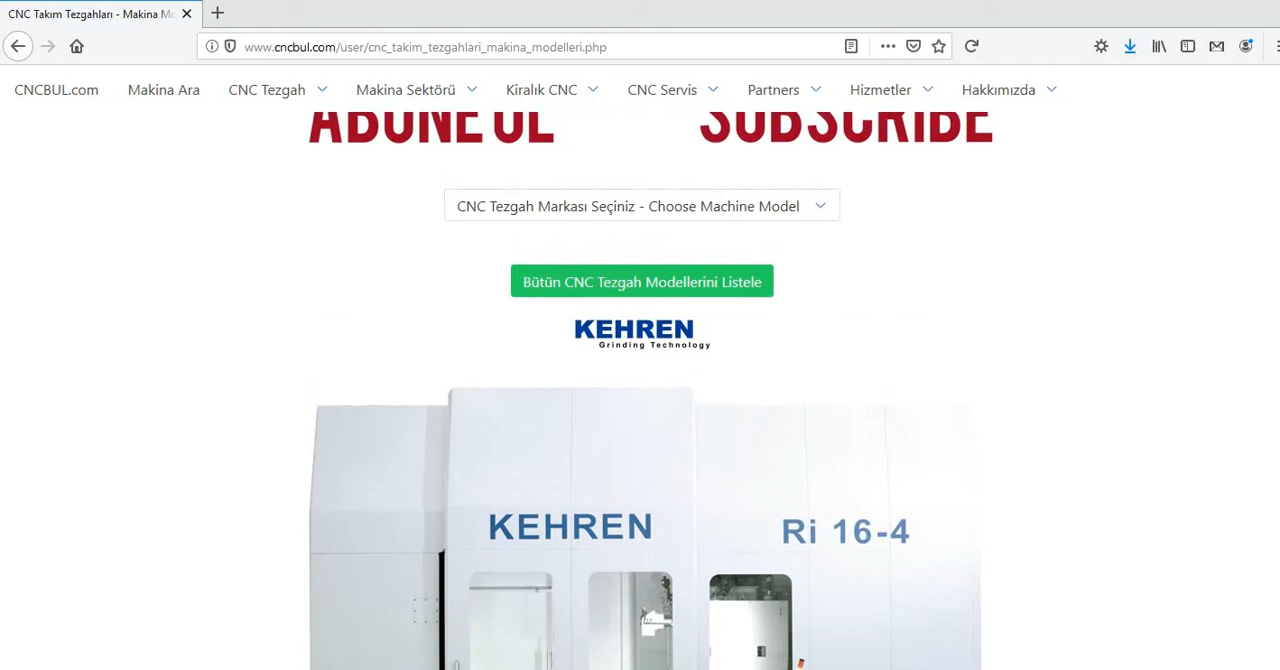 CNC Takım Tezgahları - Makina Mo
www.cncbul.com/user/cnc_takim_tezgahlari_makina_modelleri.php
CNCBUL.com Makina Ara CNC Tezgah Makina Sektörü Kiralık CNC CNC Servis Partners Hizmetler Hakkımızda
ABONE OL SUBSCRIBE
CNC Tezgah Markası Seçiniz - Choose Machine Model
Bütün CNC Tezgah Modellerini Listele
KEHREN
Grinding Technology
KEHREN Ri 16-4